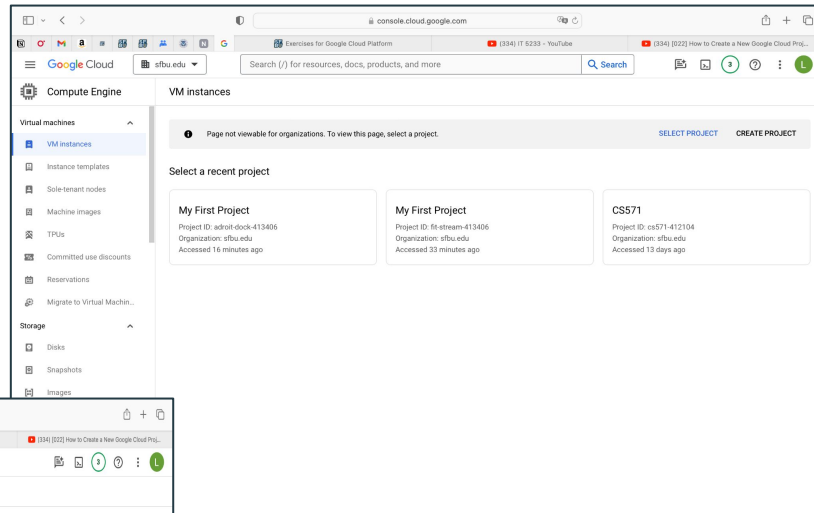 console.cloud.google.com
Exercises for Google Cloud Platform
(334) IT 5233 - YouTube
(334) [022] How to Create a New Google Cloud Proj...
Google Cloud
sfbu.edu
Search (/) for resources, docs, products, and more
Search
3
L
Compute Engine
VM instances
Virtual machines
VM instances
Instance templates
Sole-tenant nodes
Machine images
TPUs
Committed use discounts
Reservations
Migrate to Virtual Machin...
Storage
Disks
Snapshots
Images
Page not viewable for organizations. To view this page, select a project.
SELECT PROJECT
CREATE PROJECT
Select a recent project
My First Project
Project ID: adroit-dock-413406
Organization: sfbu.edu
Accessed 16 minutes ago
My First Project
Project ID: fit-stream-413406
Organization: sfbu.edu
Accessed 33 minutes ago
CS571
Project ID: cs571-412104
Organization: sfbu.edu
Accessed 13 days ago
(334) [022] How to Create a New Google Cloud Proj...
3
L